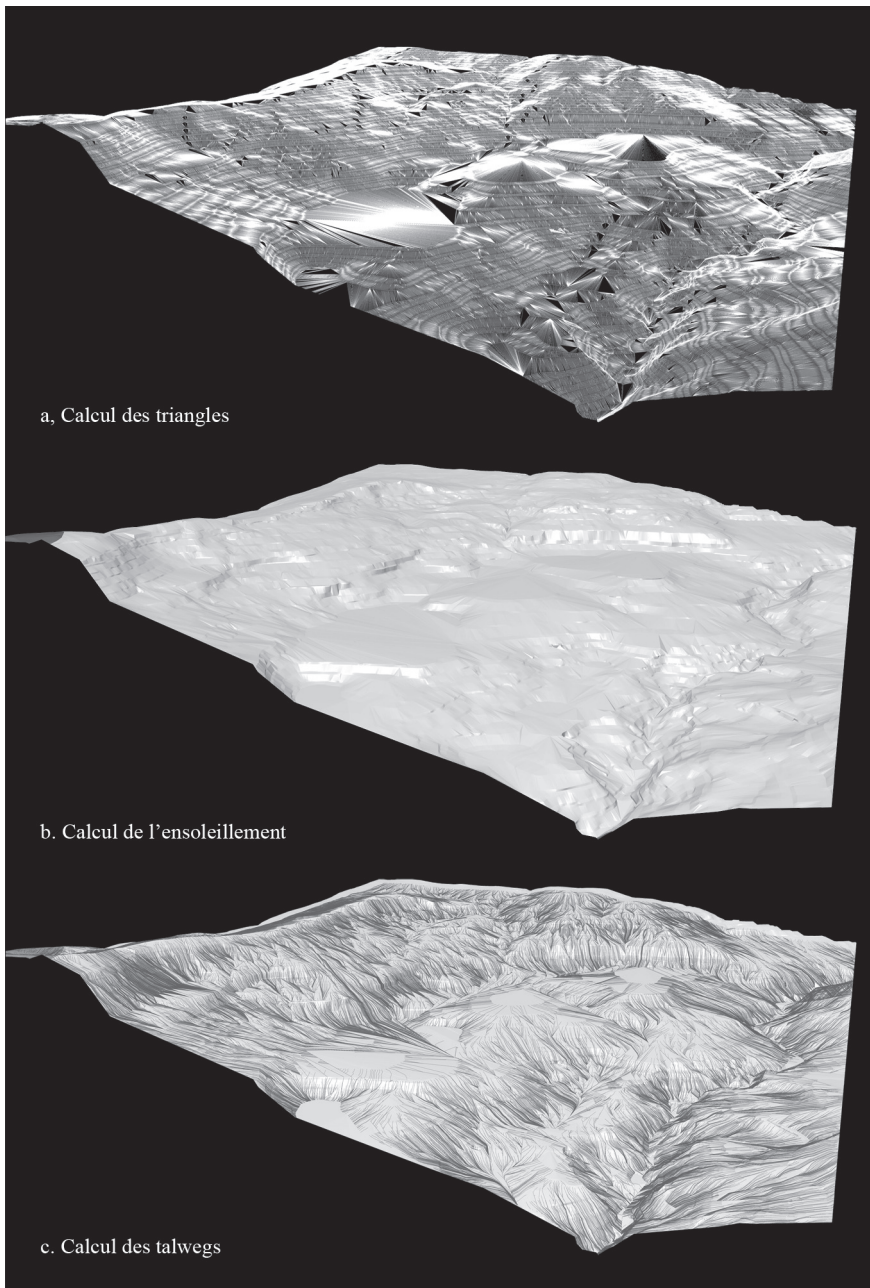 a, Calcul des triangles
b. Calcul de l’ensoleillement
c. Calcul des talwegs